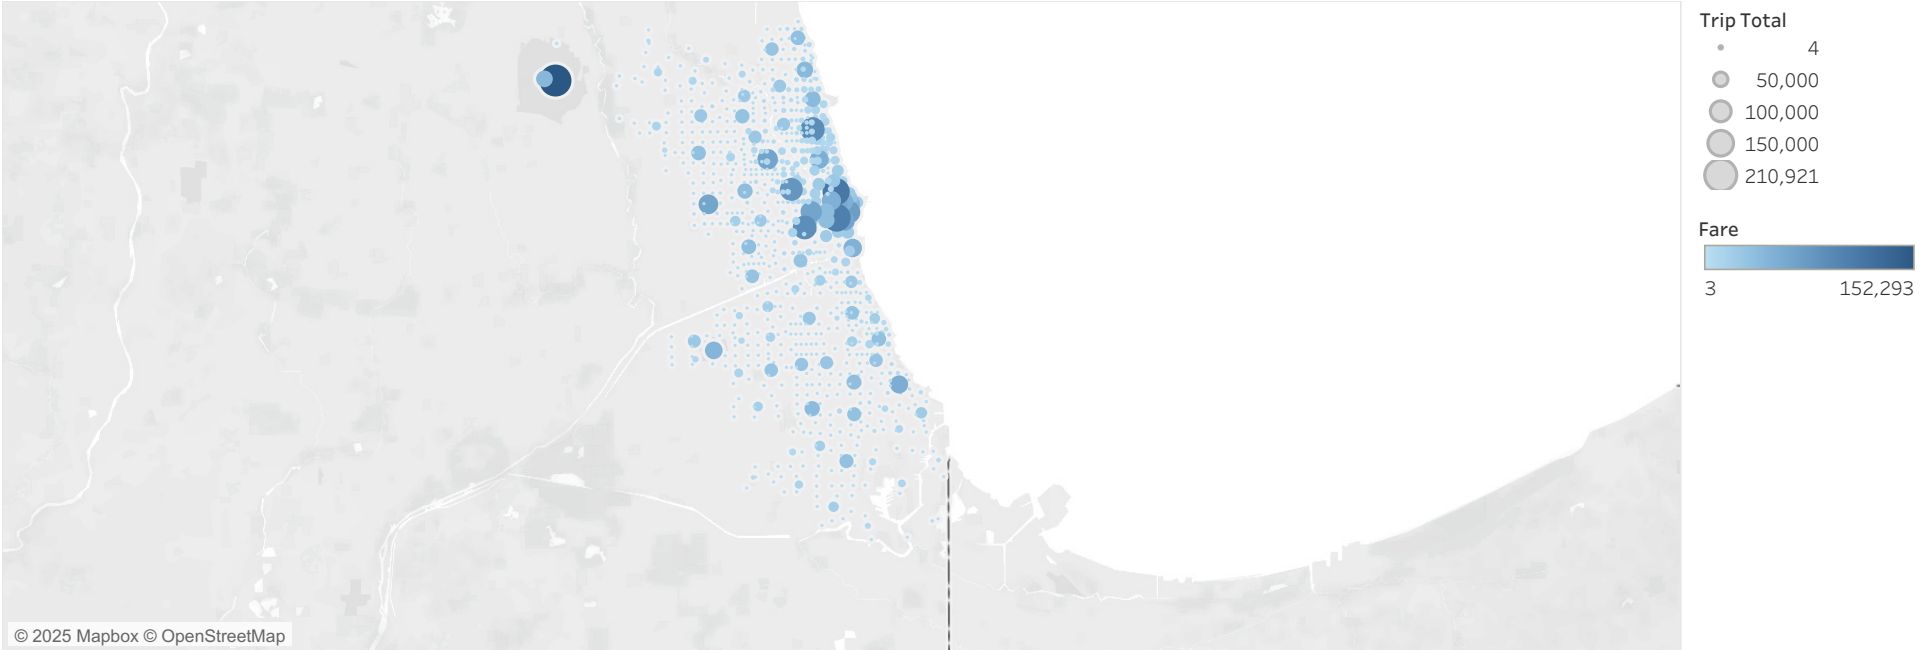 Trip Total
4
50,000
100,000
150,000
210,921
Fare
3 152,293
© 2025 Mapbox © OpenStreetMap